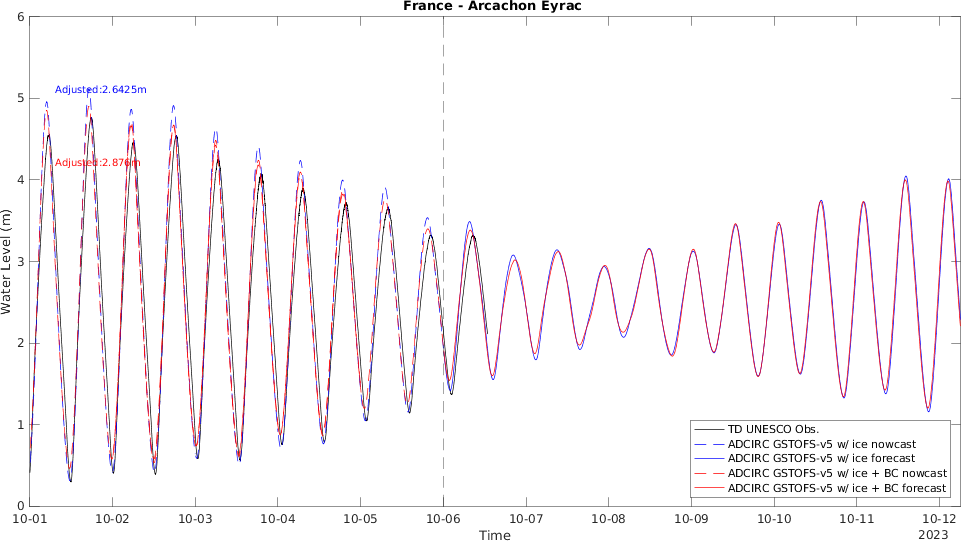 France - Arcachon Eyrac
6
5
4
3
2
1
0
Water Level (m)
Adjusted:2.6425m
Adjusted:2.876m
10-01 10-02 10-03 10-04 10-05 10-06 10-07 10-08 10-09 10-10 10-11 10-12
Time
2023
TD UNESCO Obs.
ADCIRC GSTOFS-v5 w/ ice nowcast
ADCIRC GSTOFS-v5 w/ ice forecast
ADCIRC GSTOFS-v5 w/ ice + BC nowcast
ADCIRC GSTOFS-v5 w/ ice + BC forecast